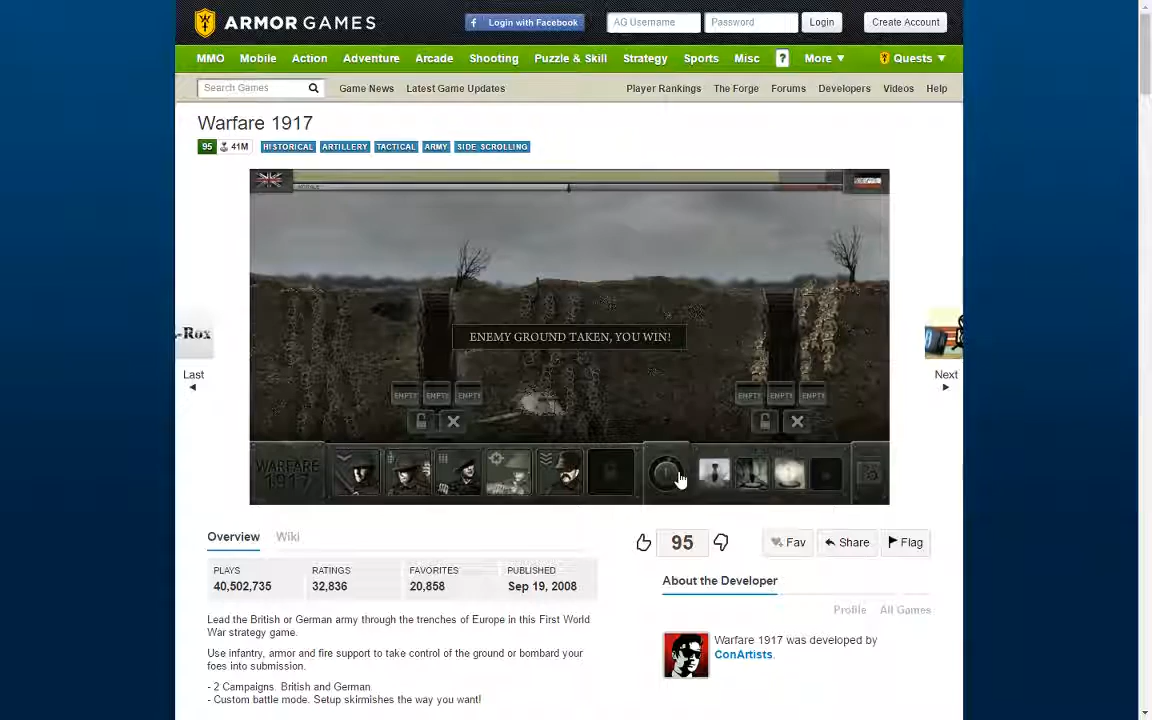 ARMOR GAMES
Login with Facebook
AG Username
Password
Login
Create Account
MMO Mobile Action Adventure Arcade Shooting Puzzle & Skill Strategy Sports Misc ? More Quests
Search Games
Game News Latest Game Updates
Player Rankings The Forge Forums Developers Videos Help
Warfare 1917
95 41M HISTORICAL ARTILLERY TACTICAL ARMY SIDE SCROLLING
MORALE
ENEMY GROUND TAKEN, YOU WIN!
-Rox
Last
Next
EMPTY EMPTY EMPTY
EMPTY EMPTY EMPTY
WARFARE
1917
Overview Wiki
95
Fav
Share
Flag
PLAYS RATINGS FAVORITES PUBLISHED
40,502,735 32,836 20,858 Sep 19, 2008
About the Developer
Profile All Games
Lead the British or German army through the trenches of Europe in this First World
War strategy game.
Use infantry, armor and fire support to take control of the ground or bombard your
foes into submission.
- 2 Campaigns. British and German.
- Custom battle mode. Setup skirmishes the way you want!
Warfare 1917 was developed by
ConArtists.